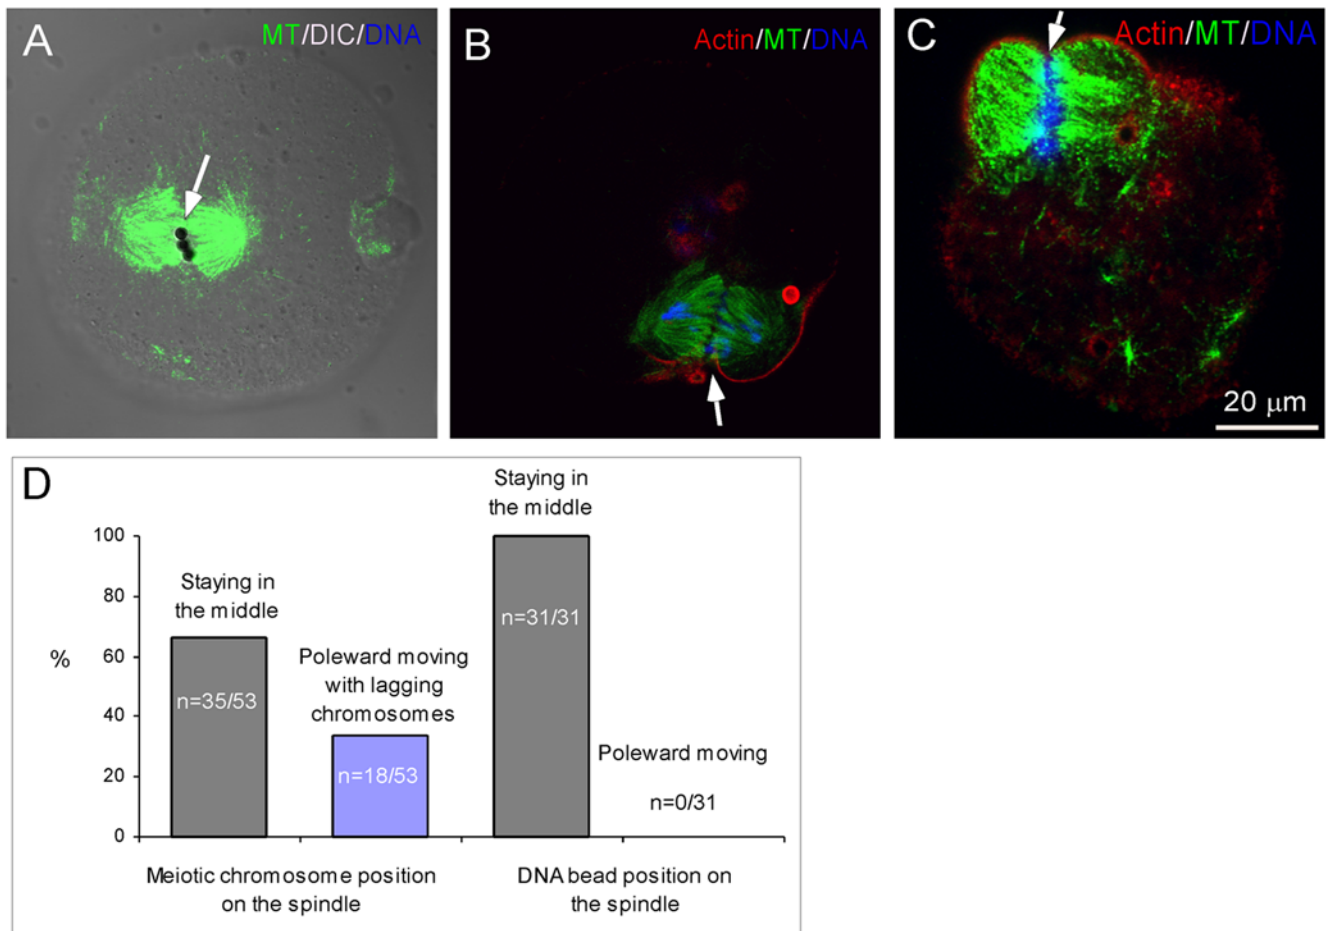 A
MT/DIC/DNA
B
Actin/MT/DNA
C
Actin/MT/DNA
20 μm
D
Staying in
the middle
100
80
60
40
20
0
%
Staying in
the middle
n=35/53
Poleward moving
with lagging
chromosomes
n=18/53
n=31/31
Poleward moving
n=0/31
Meiotic chromosome position
on the spindle
DNA bead position on
the spindle